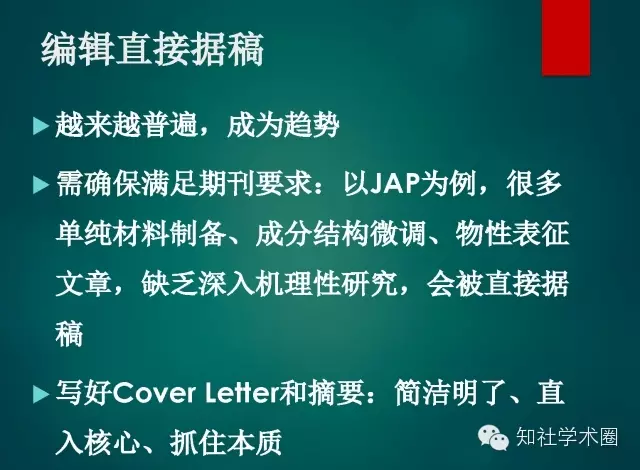 编辑直接据稿
越来越普遍，成为趋势
需确保满足期刊要求：以JAP为例，很多
单纯材料制备、成分结构微调、物性表征
文章，缺乏深入机理性研究，会被直接据
稿
写好Cover Letter和摘要：简洁明了、直
入核心、抓住本质
知社学术圈